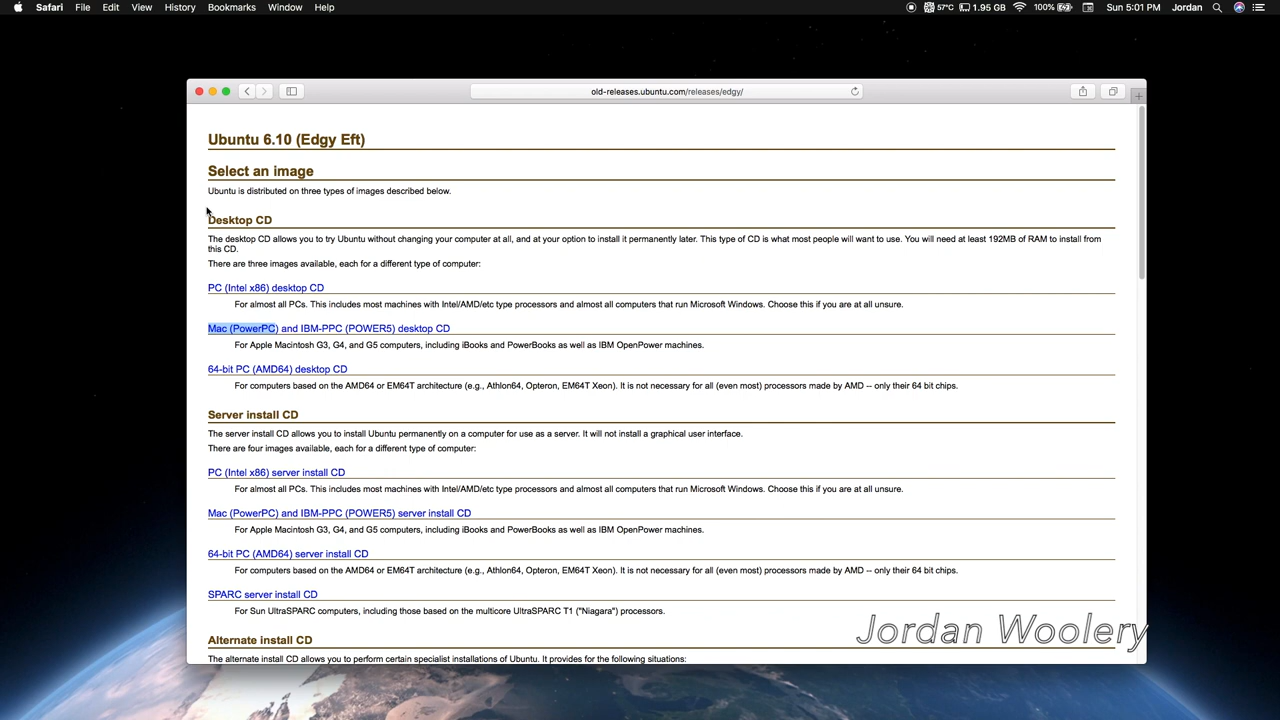 Safari File Edit View History Bookmarks Window Help 57°C 1.95 GB 100% Sun 5:01 PM Jordan
old-releases.ubuntu.com/releases/edgy/
Ubuntu 6.10 (Edgy Eft)
Select an image
Ubuntu is distributed on three types of images described below.
Desktop CD
The desktop CD allows you to try Ubuntu without changing your computer at all, and at your option to install it permanently later. This type of CD is what most people will want to use. You will need at least 192MB of RAM to install from
this CD.
There are three images available, each for a different type of computer:
PC (Intel x86) desktop CD
For almost all PCs. This includes most machines with Intel/AMD/etc type processors and almost all computers that run Microsoft Windows. Choose this if you are at all unsure.
Mac (PowerPC) and IBM-PPC (POWER5) desktop CD
For Apple Macintosh G3, G4, and G5 computers, including iBooks and PowerBooks as well as IBM OpenPower machines.
64-bit PC (AMD64) desktop CD
For computers based on the AMD64 or EM64T architecture (e.g., Athlon64, Opteron, EM64T Xeon). It is not necessary for all (even most) processors made by AMD -- only their 64 bit chips.
Server install CD
The server install CD allows you to install Ubuntu permanently on a computer for use as a server. It will not install a graphical user interface.
There are four images available, each for a different type of computer:
PC (Intel x86) server install CD
For almost all PCs. This includes most machines with Intel/AMD/etc type processors and almost all computers that run Microsoft Windows. Choose this if you are at all unsure.
Mac (PowerPC) and IBM-PPC (POWER5) server install CD
For Apple Macintosh G3, G4, and G5 computers, including iBooks and PowerBooks as well as IBM OpenPower machines.
64-bit PC (AMD64) server install CD
For computers based on the AMD64 or EM64T architecture (e.g., Athlon64, Opteron, EM64T Xeon). It is not necessary for all (even most) processors made by AMD -- only their 64 bit chips.
SPARC server install CD
For Sun UltraSPARC computers, including those based on the multicore UltraSPARC T1 ("Niagara") processors.
Jordan Woolery
Alternate install CD
The alternate install CD allows you to perform certain specialist installations of Ubuntu. It provides for the following situations: